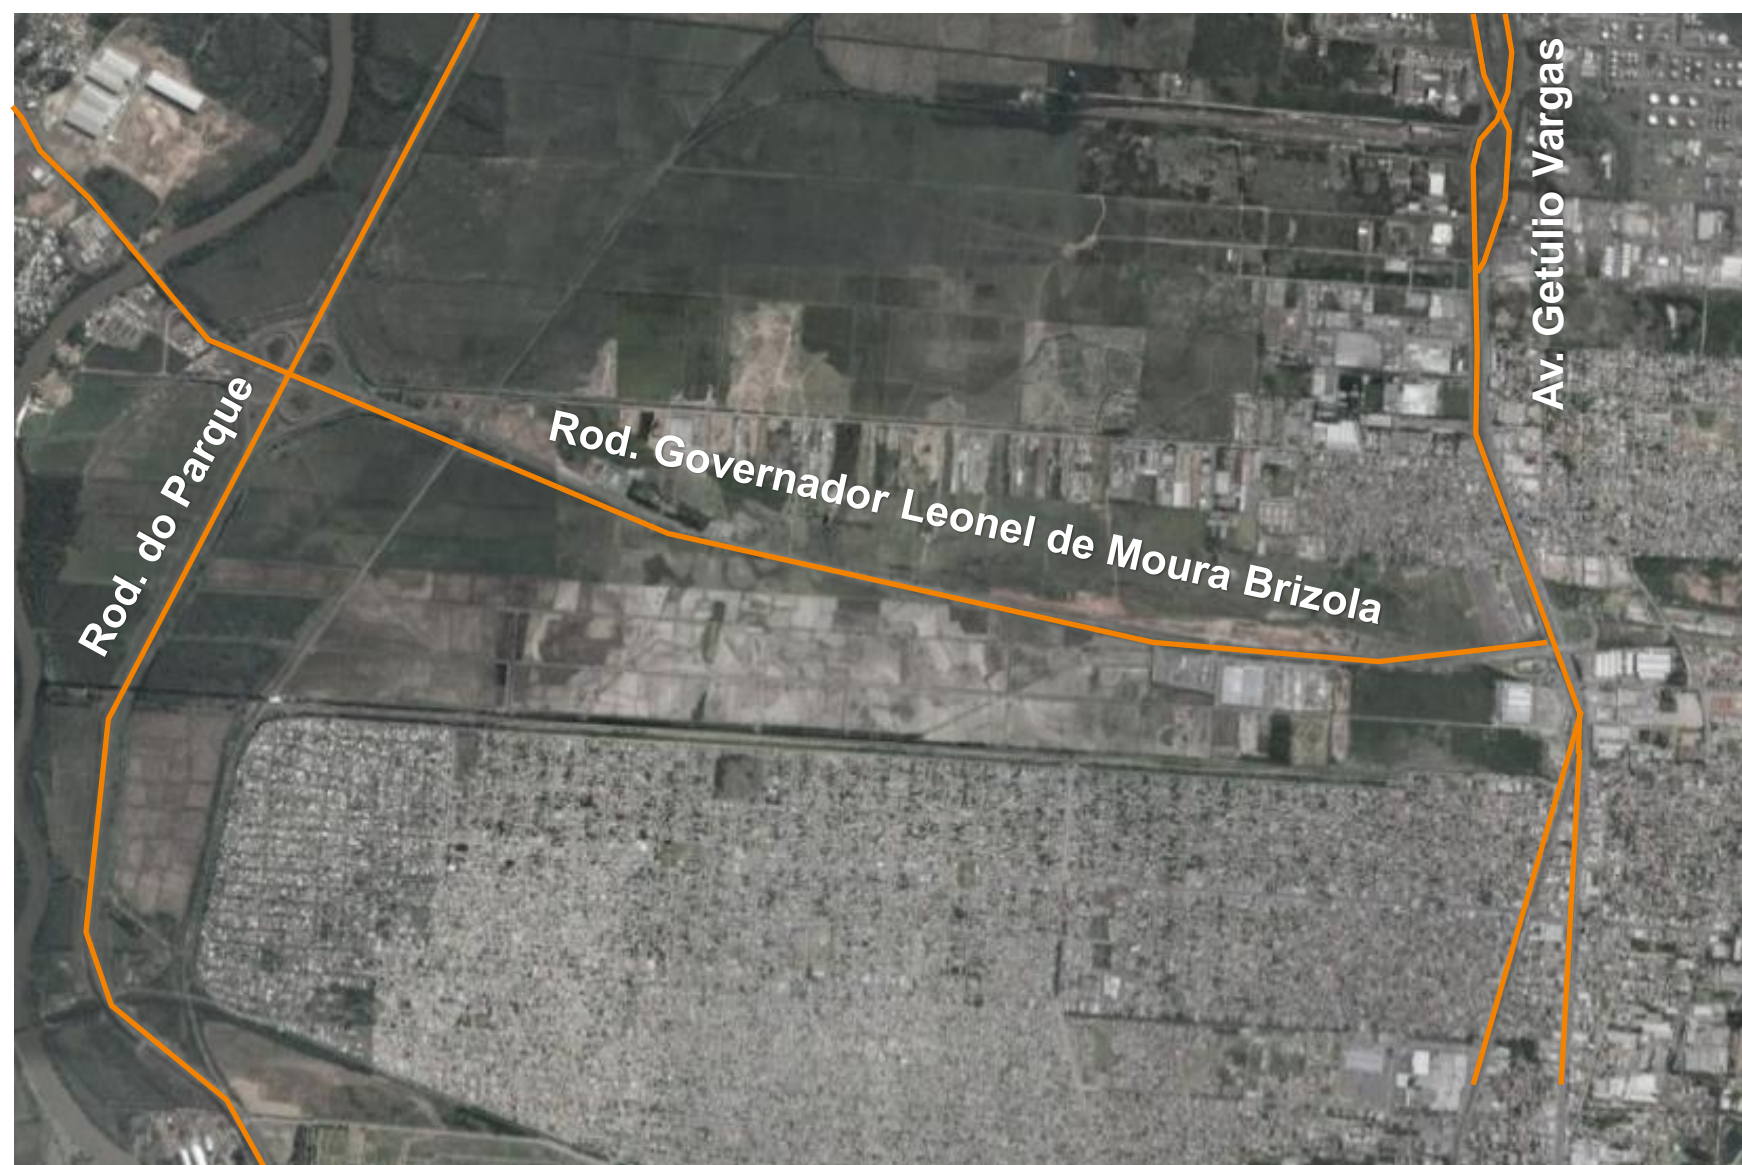 Av. Getúlio Vargas
Rod. do Parque
Rod. Governador Leonel de Moura Brizola